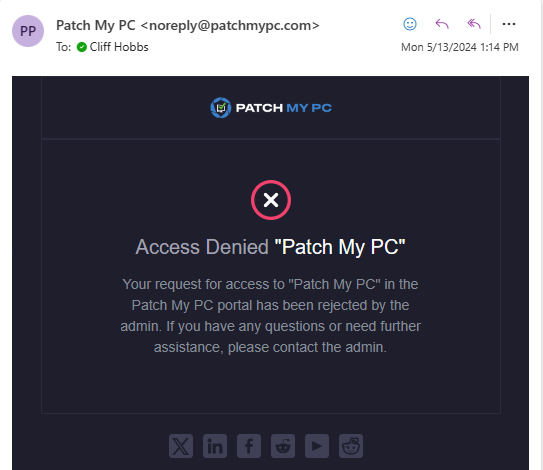 PP
Patch My PC <noreply@patchmypc.com>
To: Cliff Hobbs
Mon 5/13/2024 1:14 PM
PATCH MY PC
Access Denied "Patch My PC"
Your request for access to "Patch My PC" in the
Patch My PC portal has been rejected by the
admin. If you have any questions or need further
assistance, please contact the admin.